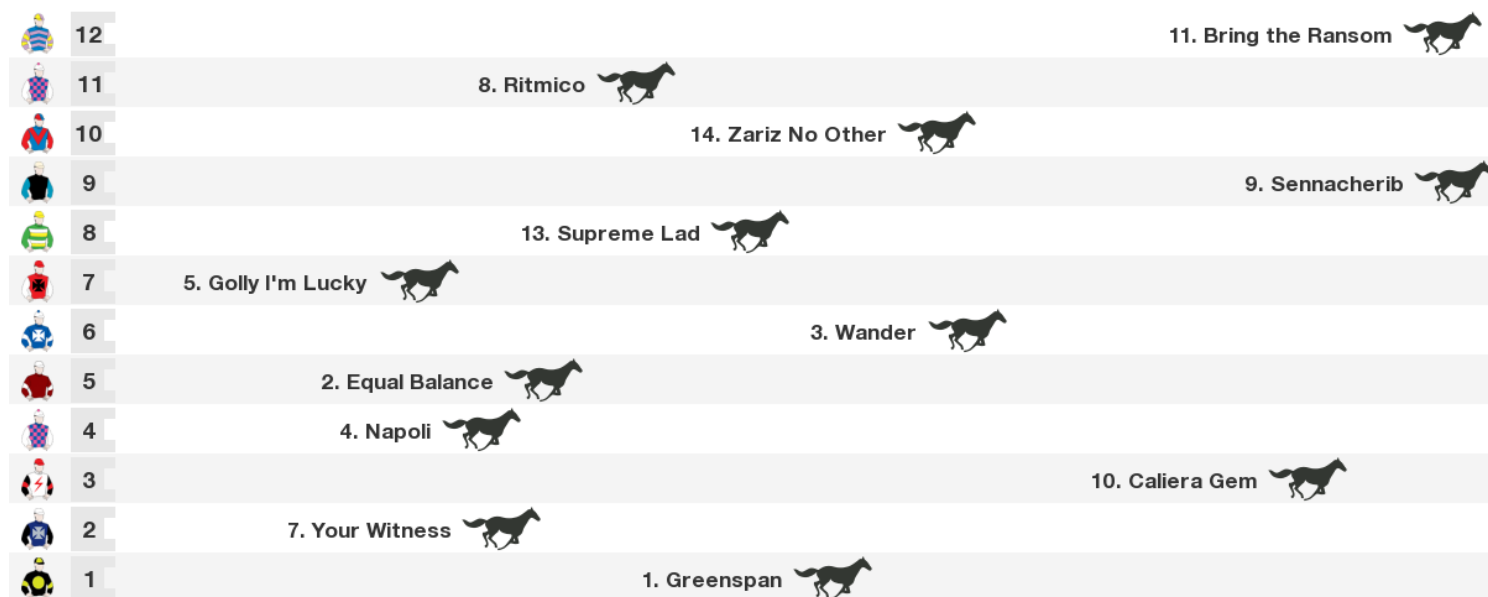 12 11. Bring the Ransom
11 8. Ritmico
10 14. Zariz No Other
9 9. Sennacherib
8 13. Supreme Lad
7 5. Golly I'm Lucky
6 3. Wander
5 2. Equal Balance
4 4. Napoli
3 10. Caliera Gem
2 7. Your Witness
1 1. Greenspan